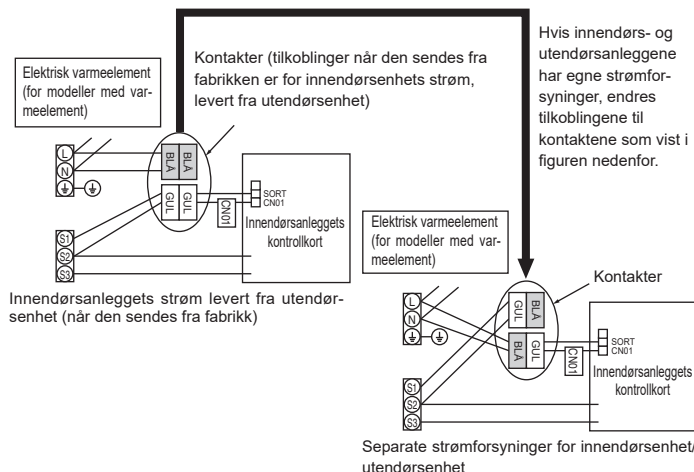 Elektrisk varmeelement
(for modeller med var-
meelement)
Kontakter (tilkoblinger når den sendes fra
fabrikken er for innendørsenhets strøm,
levert fra utendørsenhet)
Hvis innendørs- og
utendørsanleggene
har egne strømfor-
syninger, endres
tilkoblingene til
kontaktene som vist i
figuren nedenfor.
L
N
BLÅ
BLÅ
GUL
GUL
S1
S2
S3
CN01
SORT
CN01
Innendørsanleggets
kontrollkort
Innendørsanleggets strøm levert fra utendør-
senhet (når den sendes fra fabrikk)
Elektrisk varmeelement
(for modeller med var-
meelement)
Kontakter
L
N
GUL
BLÅ
BLÅ
GUL
S1
S2
S3
CN01
SORT
CN01
Innendørsanleggets
kontrollkort
Separate strømforsyninger for innendørsenhet/
utendørsenhet